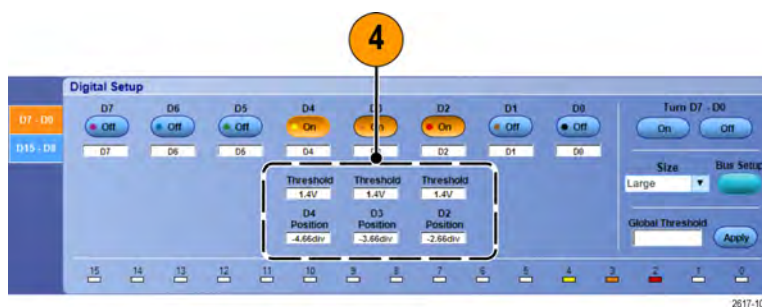 4
Digital Setup
D7 - D0
D15 - D8
D7 D6 D5 D4 D3 D2 D1 D0
Off Off Off On On On Off Off
D7 D6 D5 D4 D2 D1 D0
Threshold Threshold Threshold
1.4V 1.4V 1.4V
D4 D3 D2
Position Position Position
-4.66div -3.66div -2.66div
Turn D7 - D0
On Off
Size Bus Setup
Large
Global Threshold
Apply
15 14 13 12 11 10 9 8 7 6 5 4 3 2 1 0
2617-10